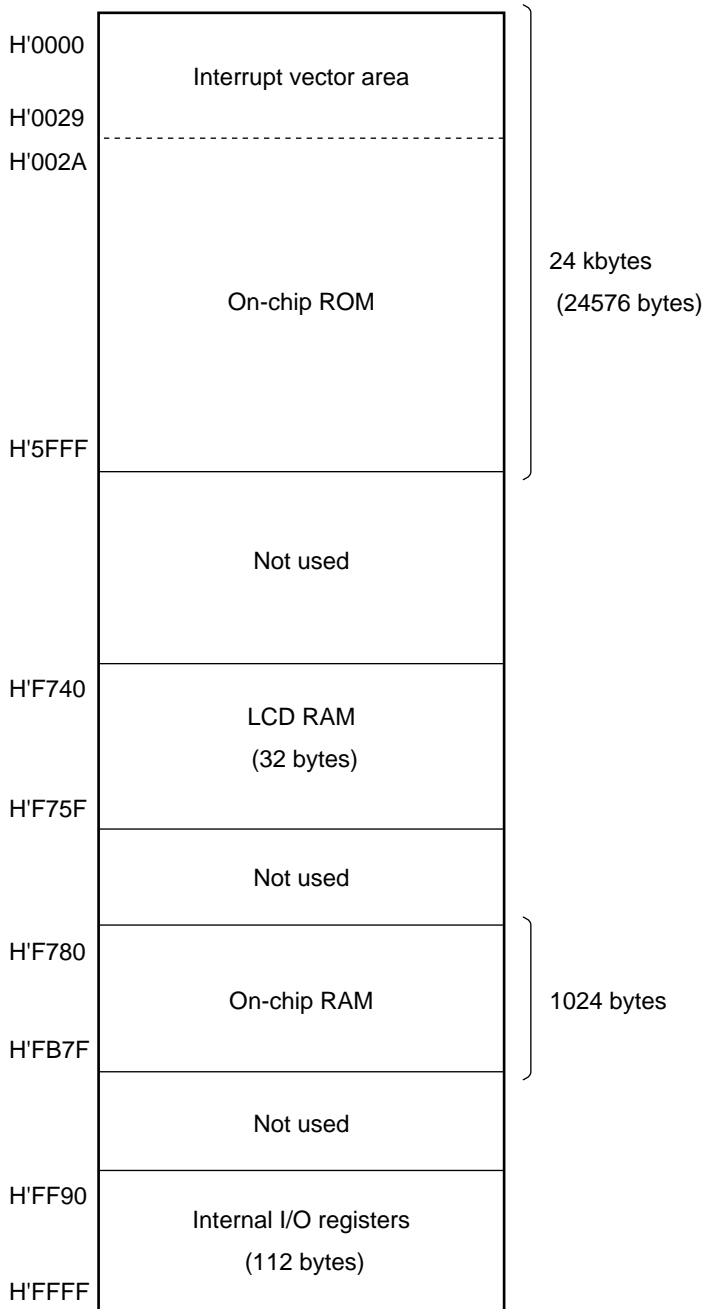 H'0000
Interrupt vector area
H'0029
H'002A
On-chip ROM
24 kbytes
(24576 bytes)
H'5FFF
Not used
H'F740
LCD RAM
(32 bytes)
H'F75F
Not used
H'F780
On-chip RAM
1024 bytes
H'FB7F
Not used
H'FF90
Internal I/O registers
(112 bytes)
H'FFFF